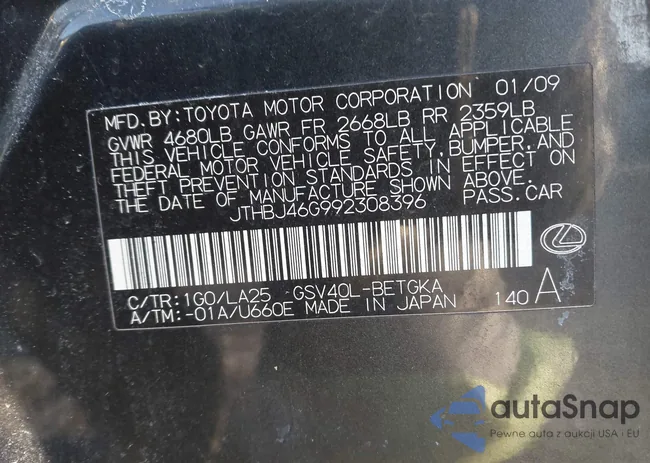 MFD. BY: TOYOTA MOTOR CORPORATION 01/09
GVWR 4680LB GAWR FR 2668LB RR 2359LB
THIS VEHICLE CONFORMS TO ALL APPLICABLE
FEDERAL MOTOR VEHICLE SAFETY, BUMPER, AND
THEFT PREVENTION STANDARDS IN EFFECT ON
THE DATE OF MANUFACTURE SHOWN ABOVE.
JTHBJ46G992308396 PASS.CAR
C/TR: 1G0/LA25 GSV40L-BETGKA
A/TM: -01A/U660E MADE IN JAPAN 140 A
autaSnap
Pewne auta z aukcji USA i EU